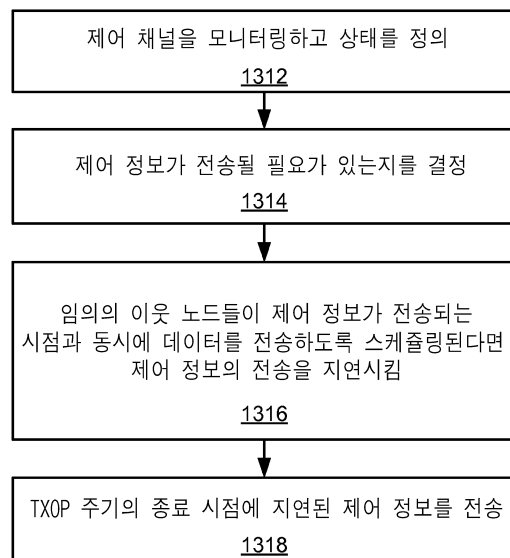 제어 채널을 모니터링하고 상태를 정의
1312
제어 정보가 전송될 필요가 있는지를 결정
1314
임의의 이웃 노드들이 제어 정보가 전송되는
시점과 동시에 데이터를 전송하도록 스케쥴링된다면
제어 정보의 전송을 지연시킴
1316
TXOP 주기의 종료 시점에 지연된 제어 정보를 전송
1318